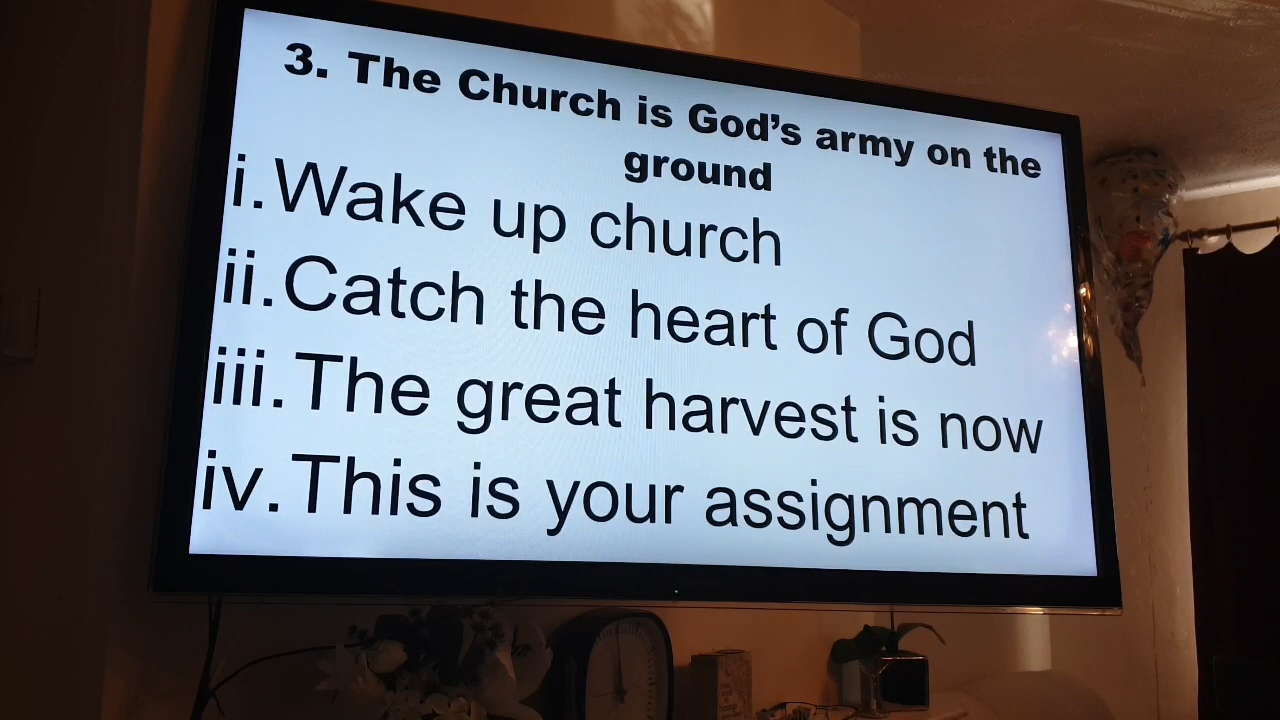 3. The Church is God’s army on the
ground
i. Wake up church
ii. Catch the heart of God
iii. The great harvest is now
iv. This is your assignment